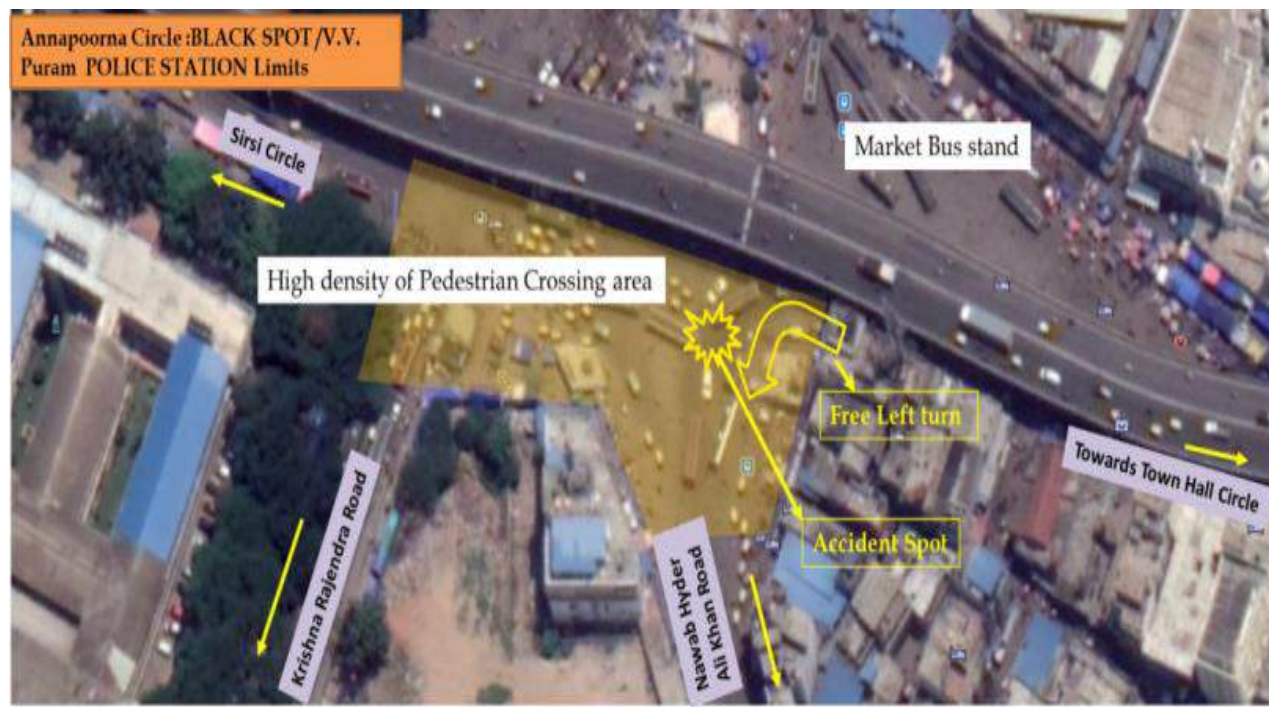 Annapoorna Circle :BLACK SPOT /V.V.
Puram POLICE STATION Limits
Sirsi Circle
Market Bus stand
High density of Pedestrian Crossing area
Free Left turn
Towards Town Hall Circle
Accident Spot
Krishna Rajendra Road
Nawab Hyder
Ali Khan Road